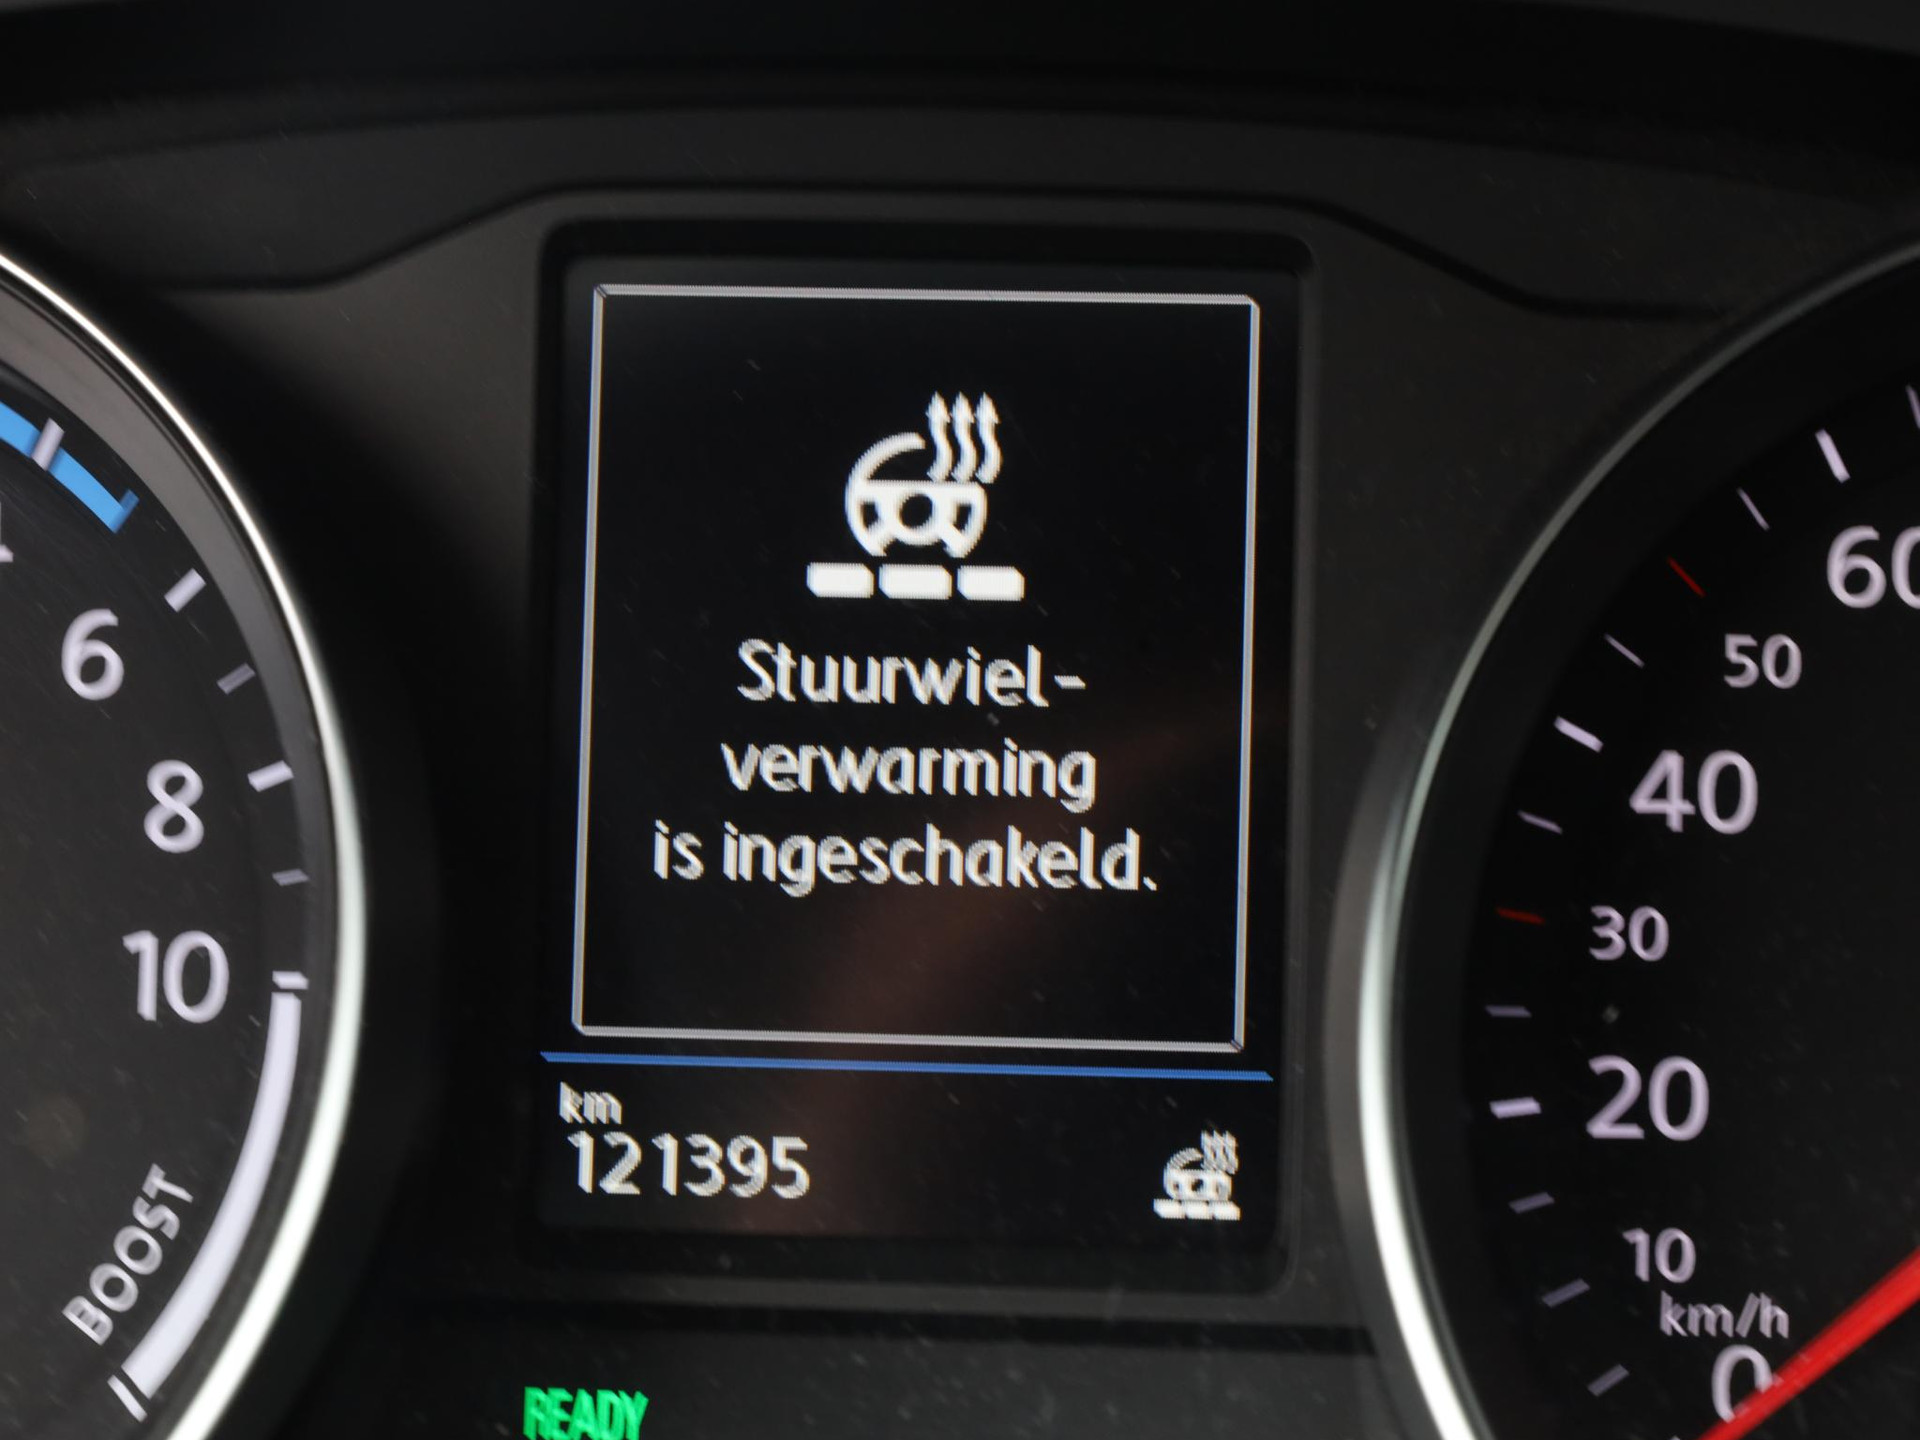 Stuurwiel-
verwarming
is ingeschakeld.
km
121395
6
8
10
BOOST
READY
60
50
40
30
20
10
km/h
0